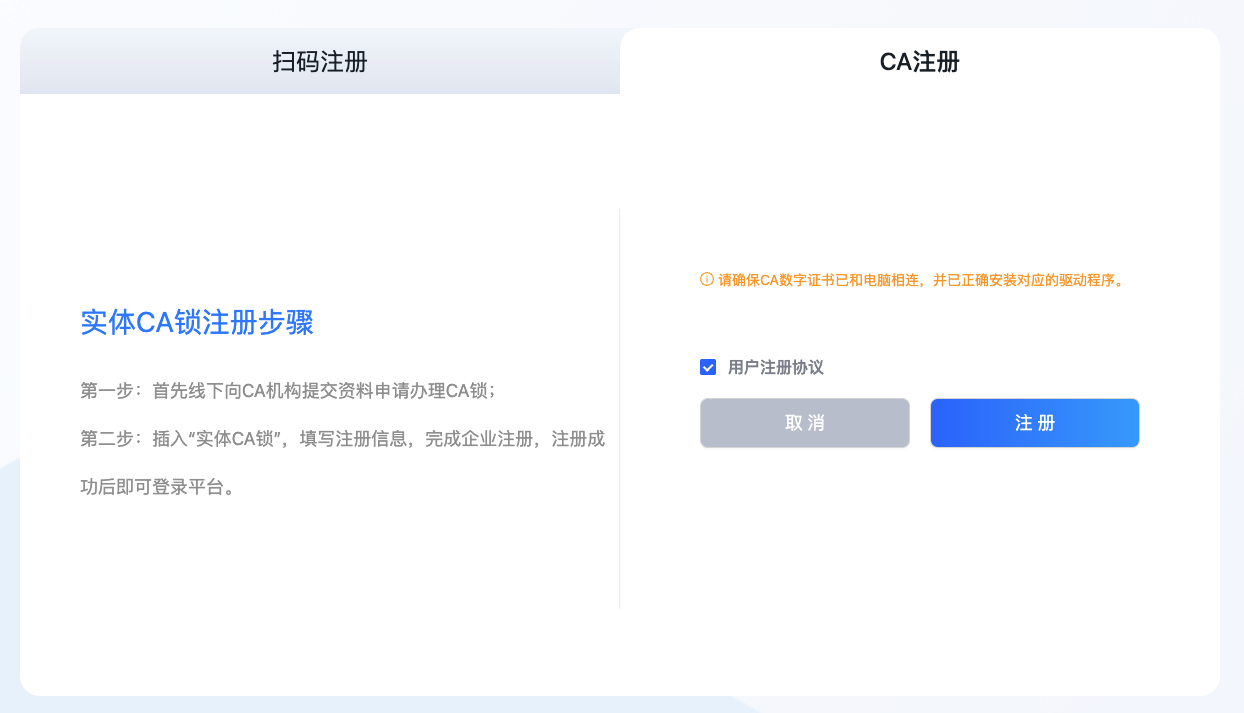 扫码注册
CA注册
实体CA锁注册步骤
第一步：首先线下向CA机构提交资料申请办理CA锁；
第二步：插入“实体CA锁”，填写注册信息，完成企业注册，注册成
功后即可登录平台。
请确保CA数字证书已和电脑相连，并已正确安装对应的驱动程序。
用户注册协议
取 消
注 册